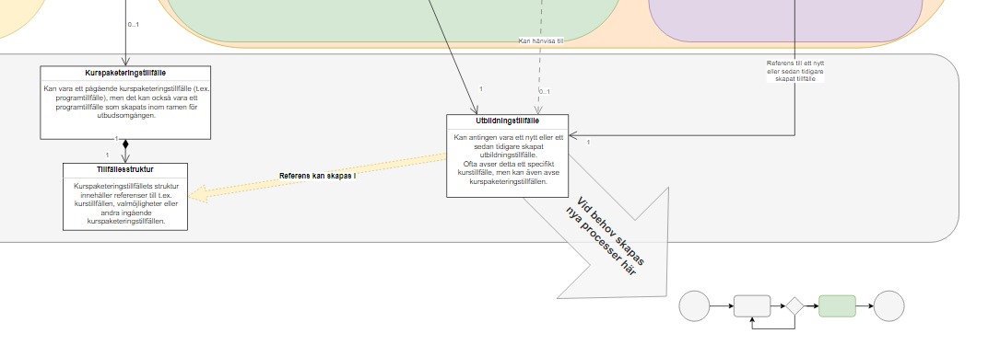 0..1
Kan hänvisa till
Referens till ett nytt
eller sedan tidigare
skapat tillfälle
Kurspaketeringstillfälle
Kan vara ett pågående kurspaketeringstillfälle (t.ex.
programtillfälle), men det kan också vara ett
programtillfälle som skapats inom ramen för
utbudsomgången.
1
0..1
1
1
1
Utbildningstillfälle
Kan antingen vara ett nytt eller ett
sedan tidigare skapat
utbildningstillfälle.
Ofta avser detta ett specifikt
kurstillfälle, men kan även avse
kurspaketeringstillfällen.
Tillfällesstruktur
Kurspaketeringstillfällets struktur
innehåller referenser till t.ex.
kurstillfällen, valmöjligheter eller
andra ingående
kurspaketeringstillfällen.
Referens kan skapas i
Vid behov skapas
nya processer här